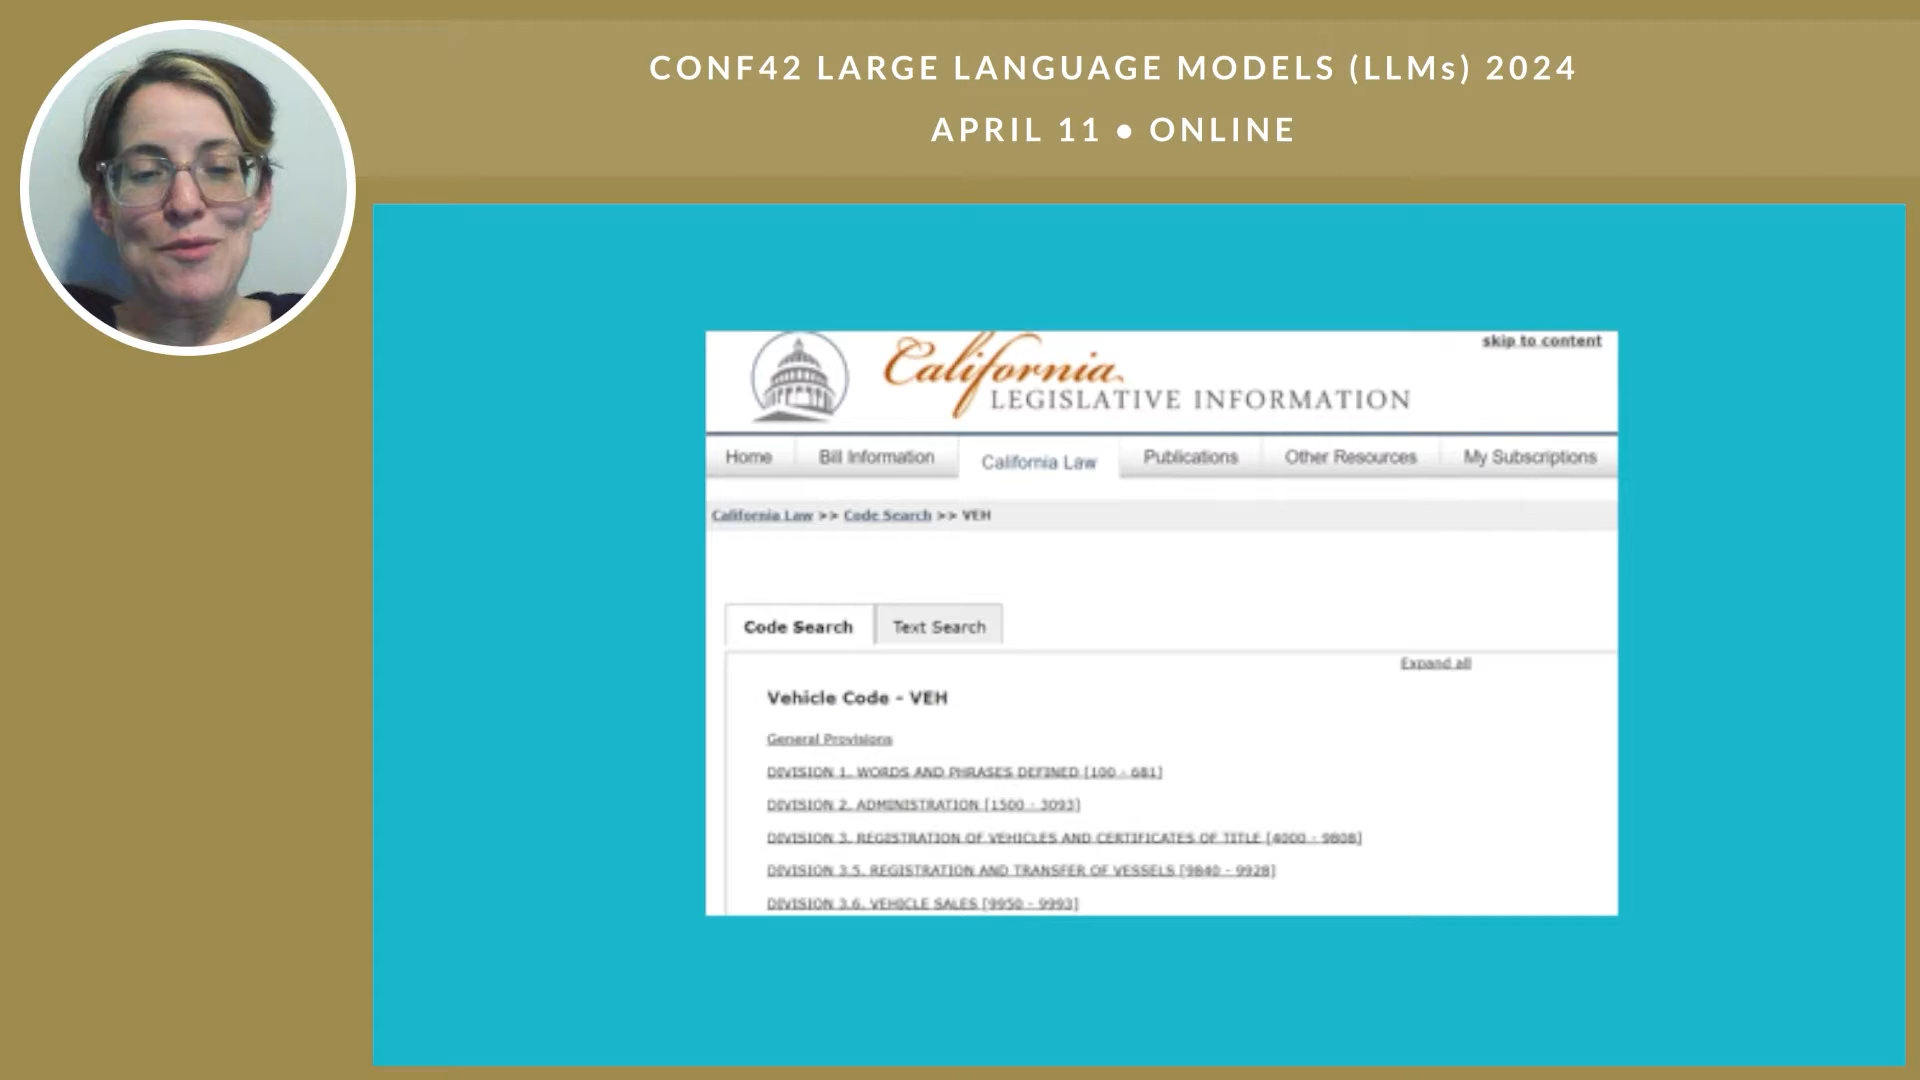 CONF42 LARGE LANGUAGE MODELS (LLMs) 2024
APRIL 11 • ONLINE
skip to content
California
LEGISLATIVE INFORMATION
Home Bill Information California Law Publications Other Resources My Subscriptions
California Law >> Code Search >> VEH
Code Search Text Search
Expand all
Vehicle Code - VEH
General Provisions
DIVISION 1. WORDS AND PHRASES DEFINED [100 - 681]
DIVISION 2. ADMINISTRATION [1500 - 3093]
DIVISION 3. REGISTRATION OF VEHICLES AND CERTIFICATES OF TITLE [4000 - 9808]
DIVISION 3.5. REGISTRATION AND TRANSFER OF VESSELS [9840 - 9928]
DIVISION 3.6. VEHICLE SALES [9950 - 9993]